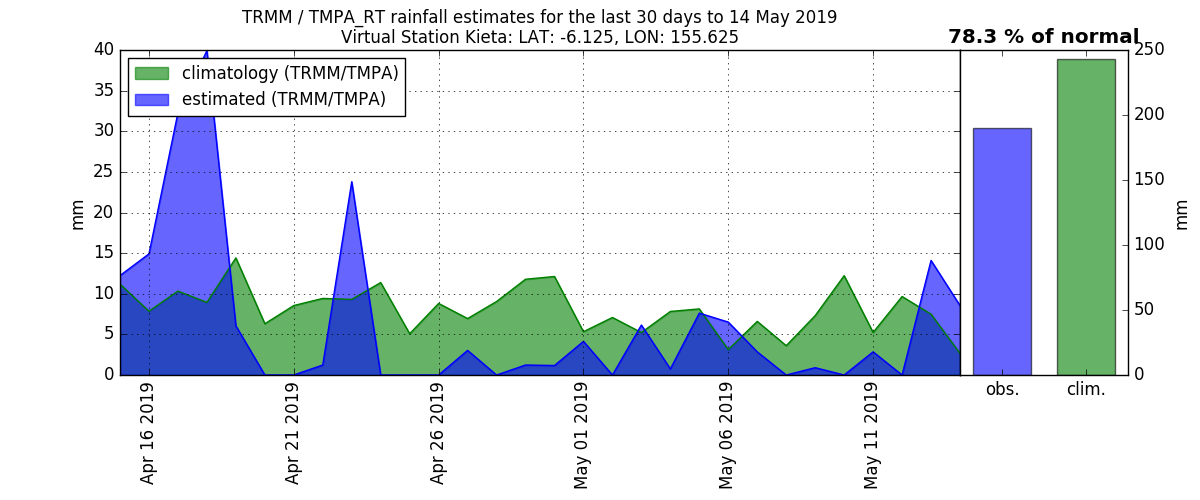 TRMM / TMPA_RT rainfall estimates for the last 30 days to 14 May 2019
Virtual Station Kieta: LAT: -6.125, LON: 155.625
78.3 % of normal
climatology (TRMM/TMPA)
estimated (TRMM/TMPA)
mm
40
35
30
25
20
15
10
5
0
Apr 16 2019
Apr 21 2019
Apr 26 2019
May 01 2019
May 06 2019
May 11 2019
obs.
clim.
250
200
150
100
50
0
mm